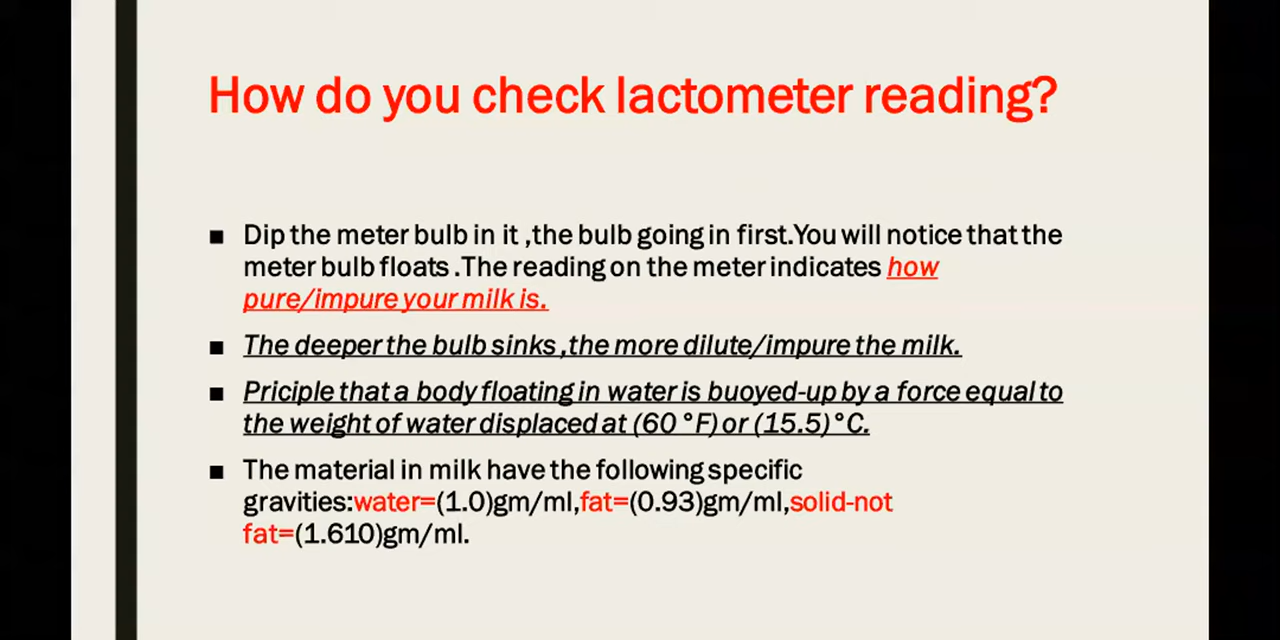 How do you check lactometer reading?
■ Dip the meter bulb in it ,the bulb going in first.You will notice that the
meter bulb floats .The reading on the meter indicates how
pure/impure your milk is.
■ The deeper the bulb sinks ,the more dilute/impure the milk.
■ Priciple that a body floating in water is buoyed-up by a force equal to
the weight of water displaced at (60 °F) or (15.5)°C.
■ The material in milk have the following specific
gravities:water=(1.0)gm/ml,fat=(0.93)gm/ml,solid-not
fat=(1.610)gm/ml.